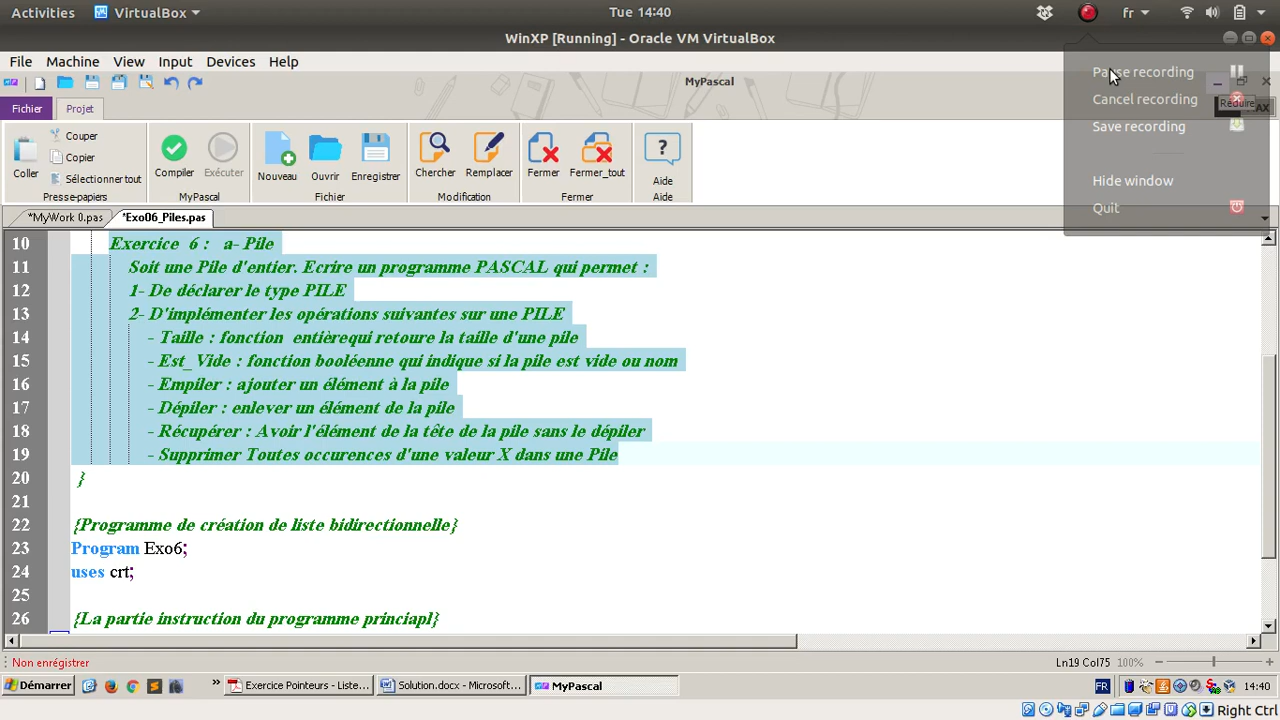 Activities VirtualBox Tue 14:40 fr
WinXP [Running] - Oracle VM VirtualBox
File Machine View Input Devices Help
MyPascal
Pause recording
Cancel recording
Save recording
Hide window
Quit
Réduire
Fichier Projet
Coller
Couper
Copier
Sélectionner tout
Presse-papiers
Compiler Exécuter
MyPascal
Nouveau Ouvrir Enregistrer
Fichier
Chercher Remplacer
Modification
Fermer Fermer_tout
Fermer
Aide
Aide
*MyWork 0.pas *Exo06_Piles.pas
10 Exercice 6 : a- Pile
11 Soit une Pile d'entier. Ecrire un programme PASCAL qui permet :
12 1- De déclarer le type PILE
13 2- D'implémenter les opérations suivantes sur une PILE
14 - Taille : fonction entièrequi retoure la taille d'une pile
15 - Est_Vide : fonction booléenne qui indique si la pile est vide ou nom
16 - Empiler : ajouter un élément à la pile
17 - Dépiler : enlever un élément de la pile
18 - Récupérer : Avoir l'élément de la tête de la pile sans le dépiler
19 - Supprimer Toutes occurences d'une valeur X dans une Pile
20 }
21
22 {Programme de création de liste bidirectionnelle}
23 Program Exo6;
24 uses crt;
25
26 {La partie instruction du programme princiapl}
Non enrégistrer Ln19 Col75 100%
Démarrer Exercice Pointeurs - Liste... Solution.docx - Microsoft... MyPascal FR 14:40
Right Ctrl